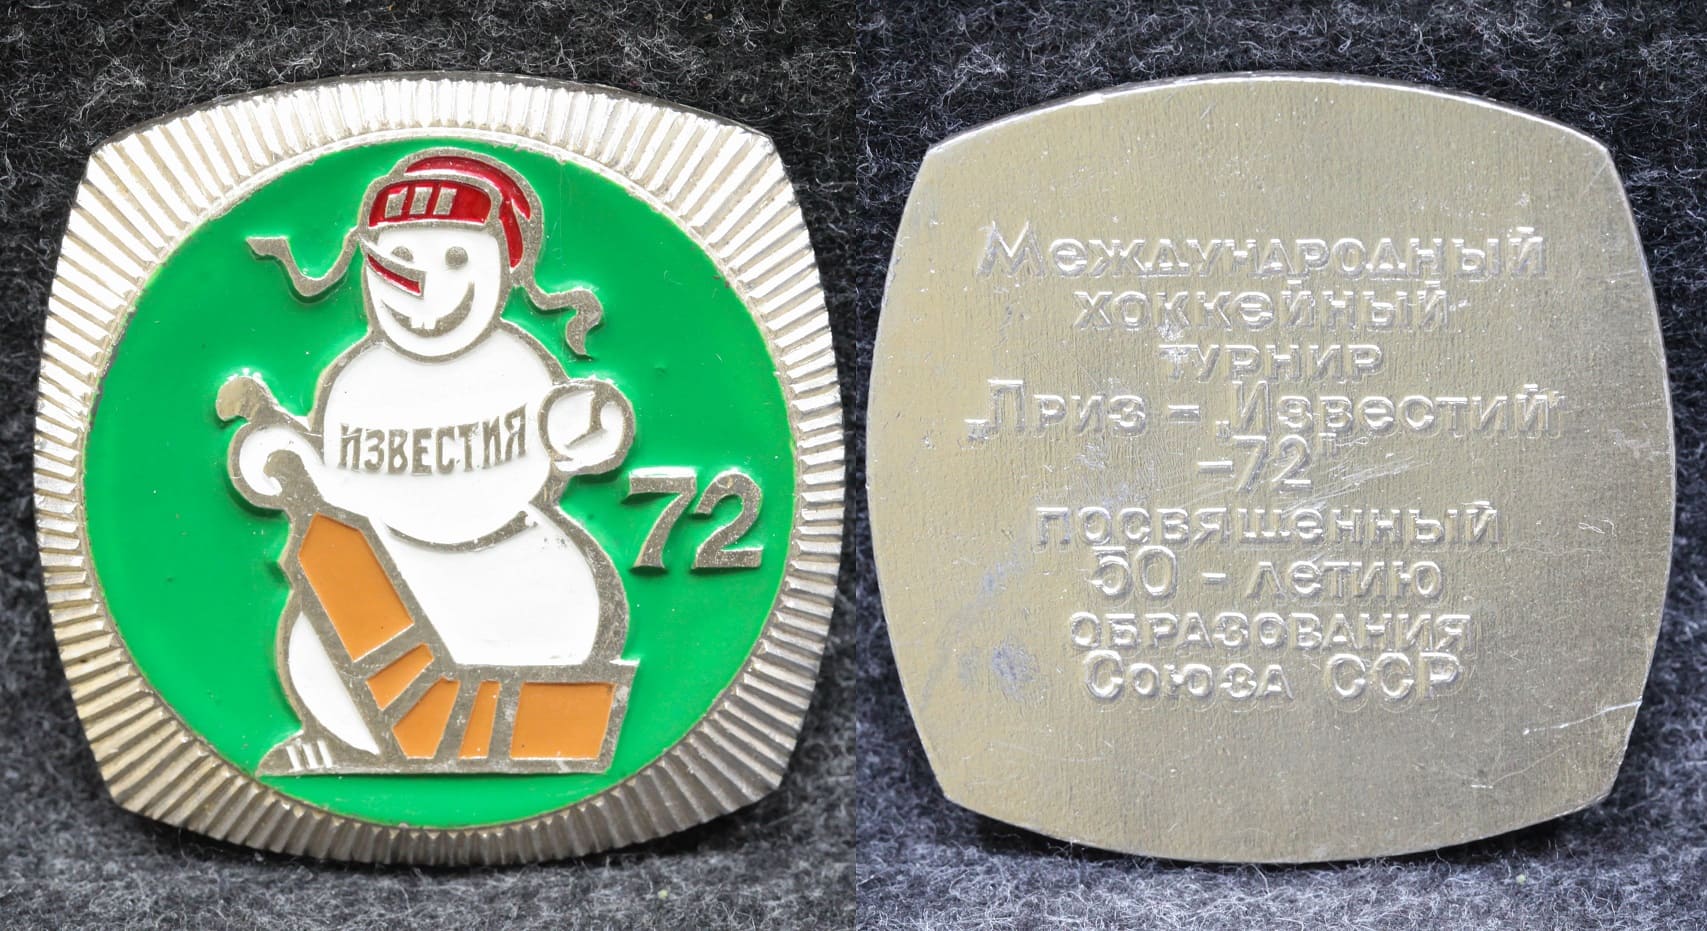 ИЗВЕСТИЯ
72
Международный
хоккейный
турнир
„Приз - „Известий
-72"
посвященный
50 - летию
образования
Союза ССР